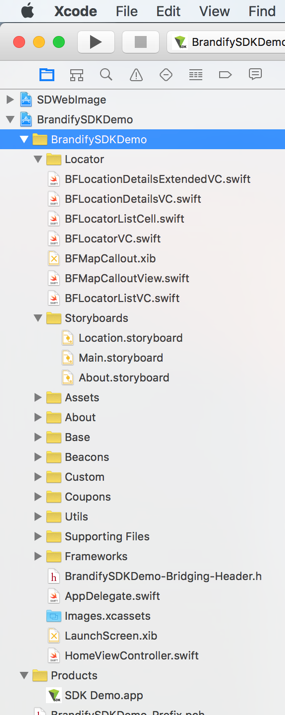 Xcode File Edit View Find
BrandifySDKDemo
SDWebImage
BrandifySDKDemo
BrandifySDKDemo
Locator
BFLocationDetailsExtendedVC.swift
BFLocationDetailsVC.swift
BFLocatorListCell.swift
BFLocatorVC.swift
BFMapCallout.xib
BFMapCalloutView.swift
BFLocatorListVC.swift
Storyboards
Location.storyboard
Main.storyboard
About.storyboard
Assets
About
Base
Beacons
Custom
Coupons
Utils
Supporting Files
Frameworks
BrandifySDKDemo-Bridging-Header.h
AppDelegate.swift
Images.xcassets
LaunchScreen.xib
HomeViewController.swift
Products
SDK Demo.app
BrandifySDKDemo_Prefix.pch